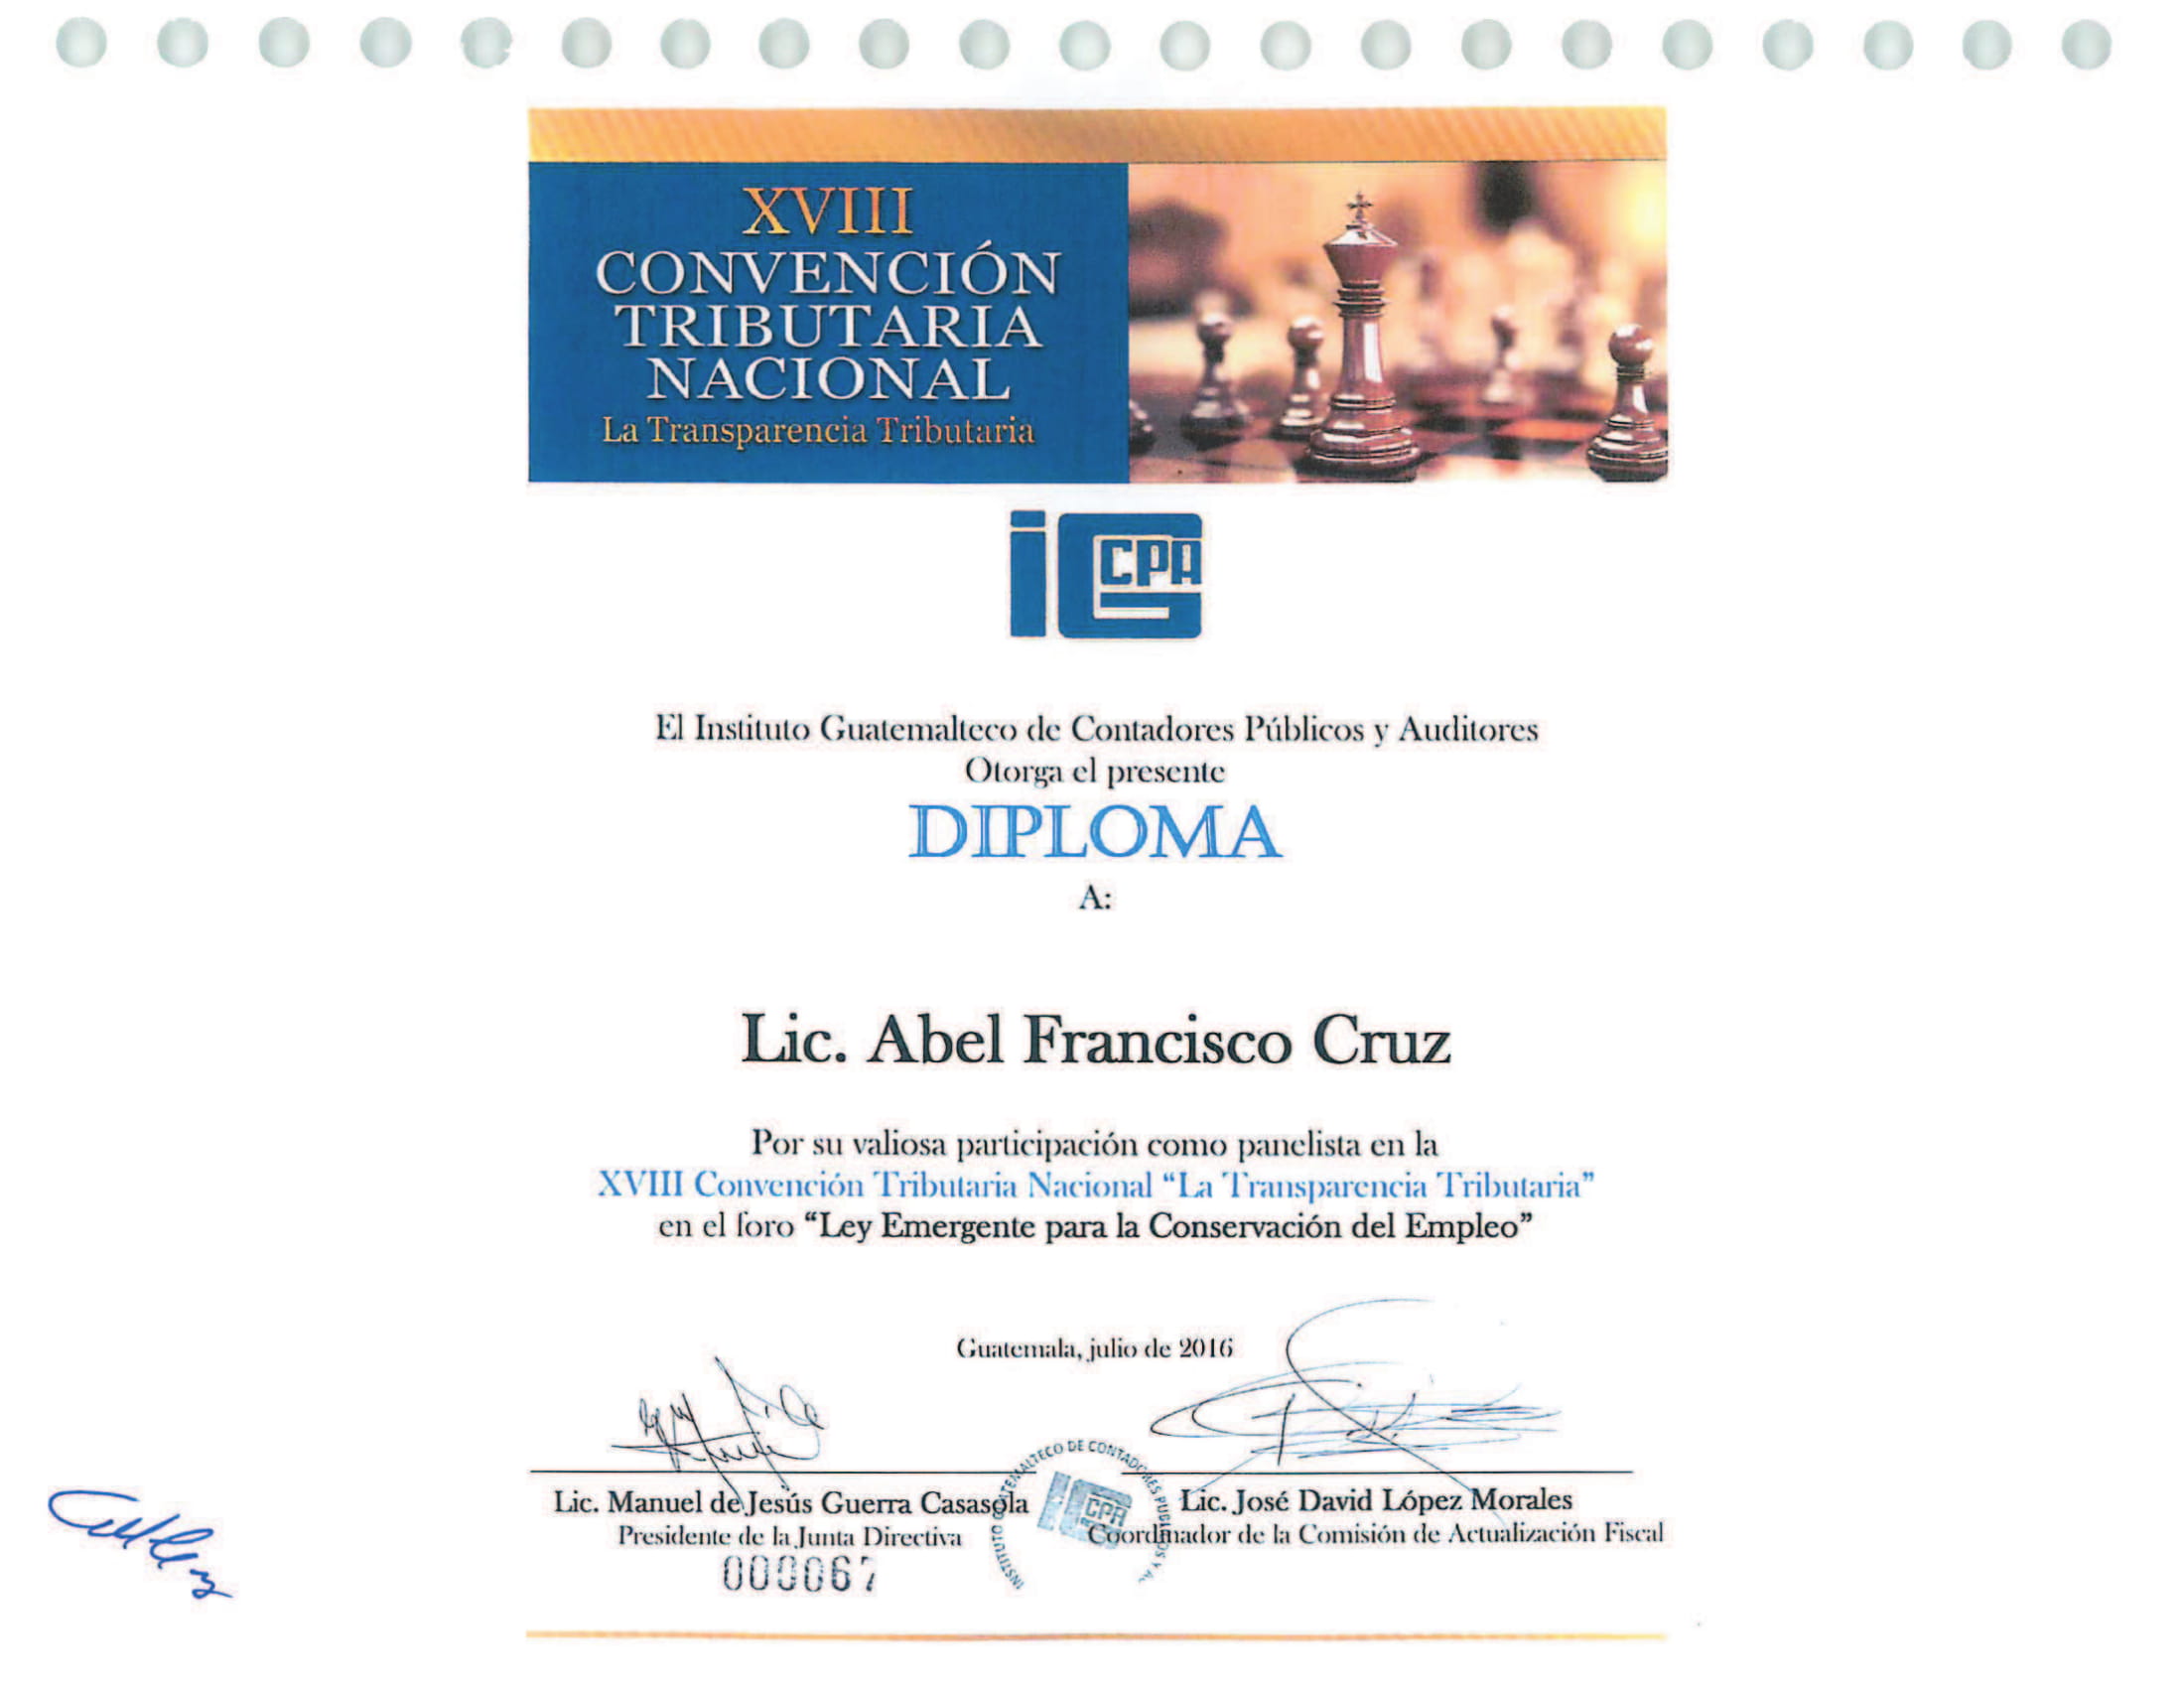 XVIII
CONVENCIÓN
TRIBUTARIA
NACIONAL
La Transparencia Tributaria
iG CPA
El Instituto Guatemalteco de Contadores Públicos y Auditores
Otorga el presente
DIPLOMA
A:
Lic. Abel Francisco Cruz
Por su valiosa participación como panelista en la
XVIII Convención Tributaria Nacional “La Transparencia Tributaria”
en el foro “Ley Emergente para la Conservación del Empleo”
Guatemala, julio de 2016
Lic. Manuel de Jesús Guerra Casasola
Presidente de la Junta Directiva
000067
Lic. José David López Morales
Coordinador de la Comisión de Actualización Fiscal
INSTITUTO GUATEMALTECO DE CONTADORES PUBLICOS Y
CPA